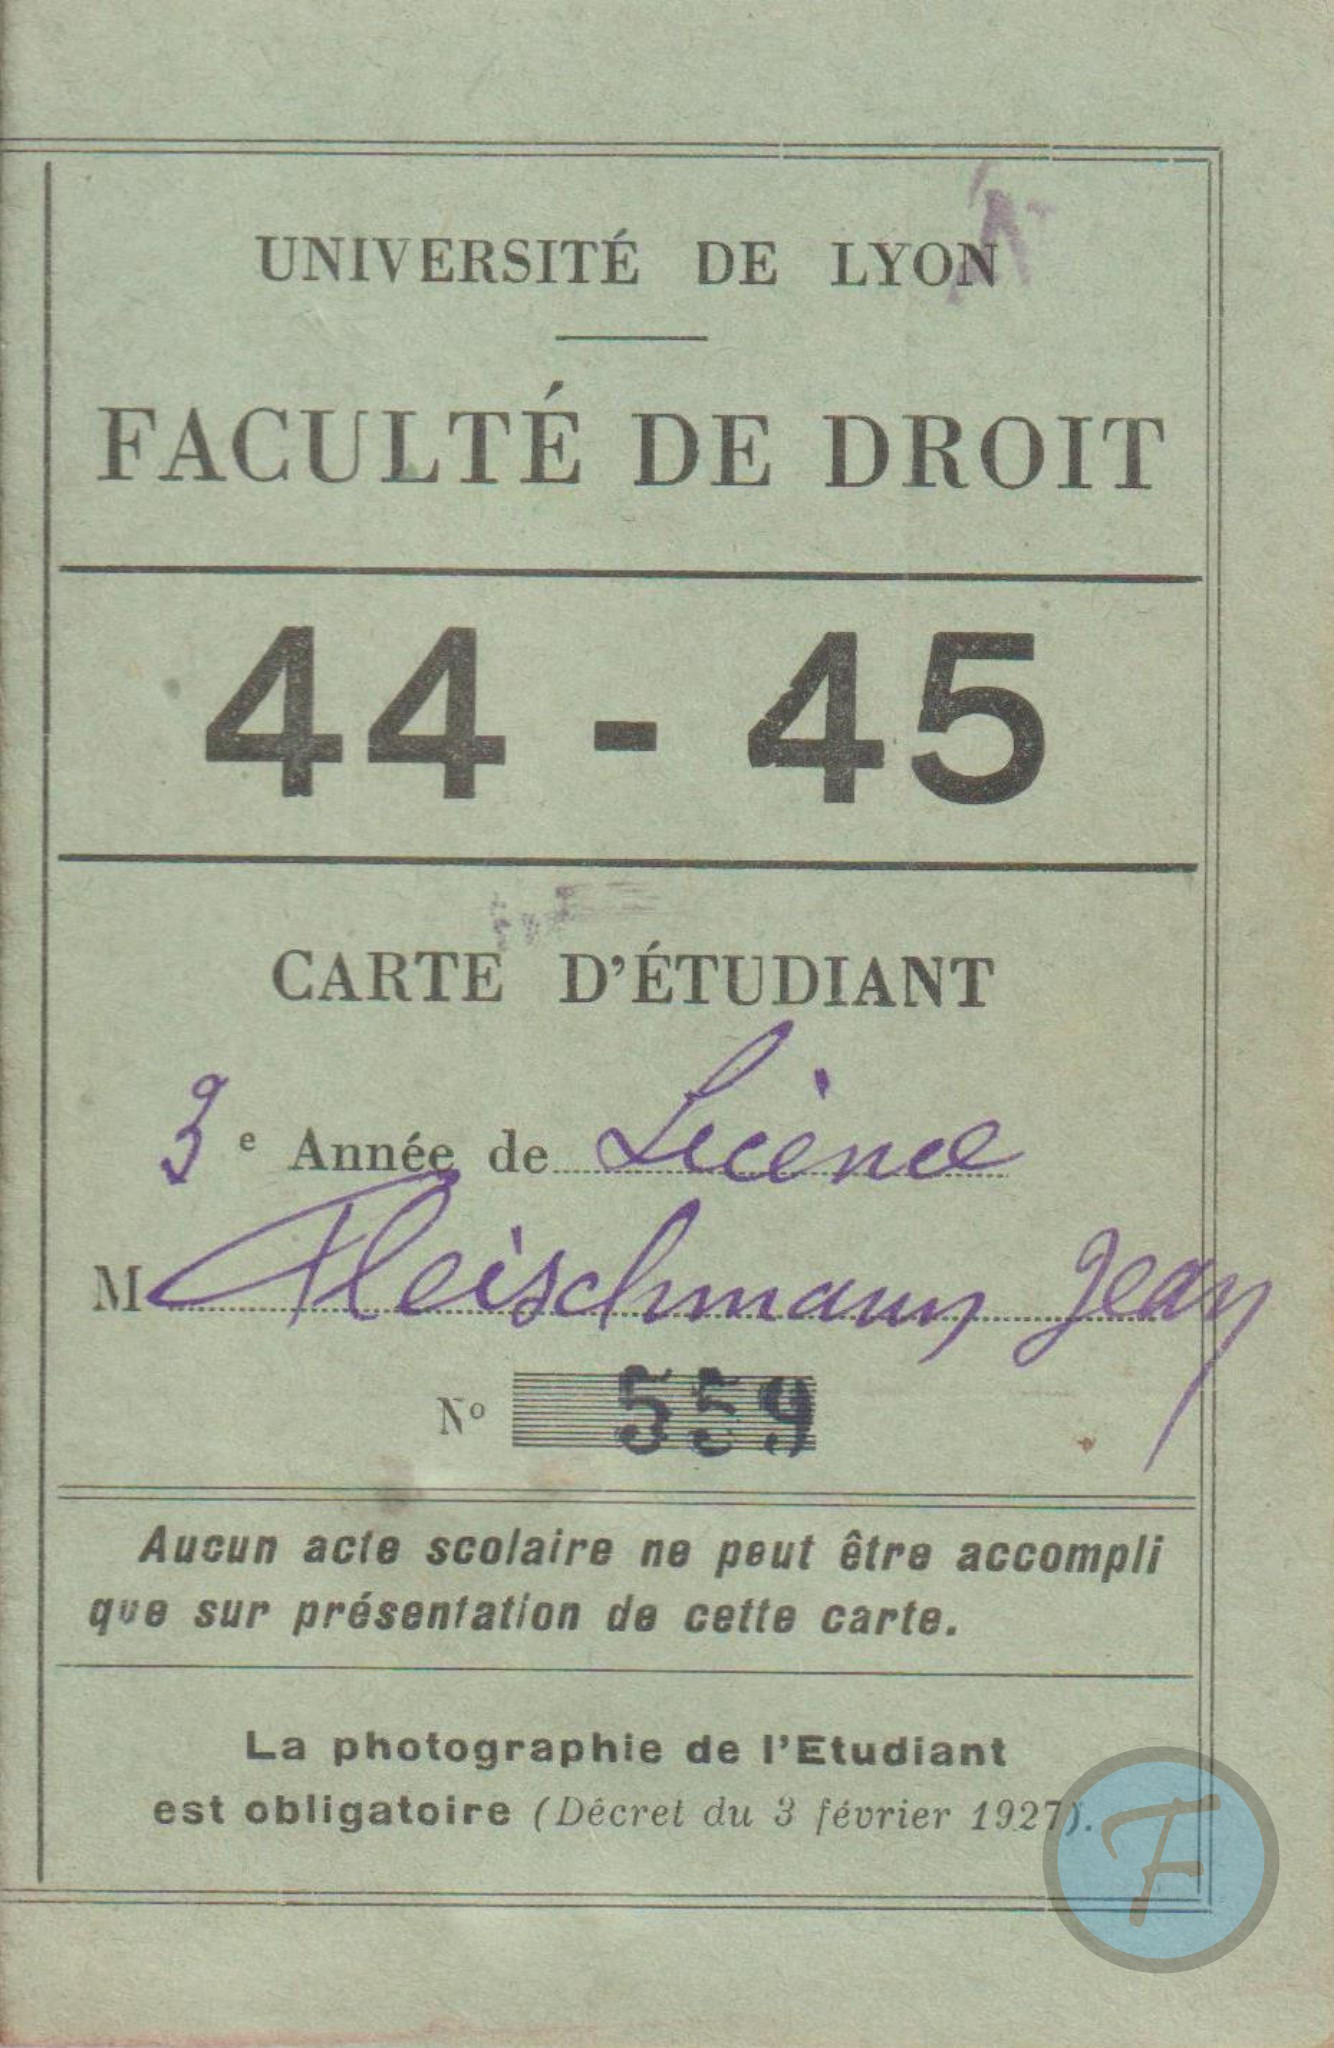 UNIVERSITÉ DE LYON
FACULTÉ DE DROIT
44 - 45
CARTE D'ÉTUDIANT
3e Année de Licence
M Fleischmann Jean
No 559
Aucun acte scolaire ne peut être accompli
que sur présentation de cette carte.
La photographie de l'Etudiant
est obligatoire (Décret du 3 février 1927).
F